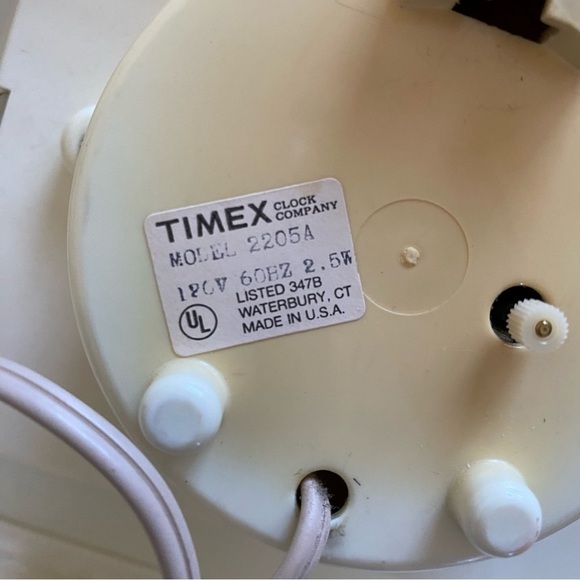 TIMEX CLOCK COMPANY
MODEL 2205A
120V 60HZ 2.5W
LISTED 347B
WATERBURY, CT
MADE IN U.S.A.
UL